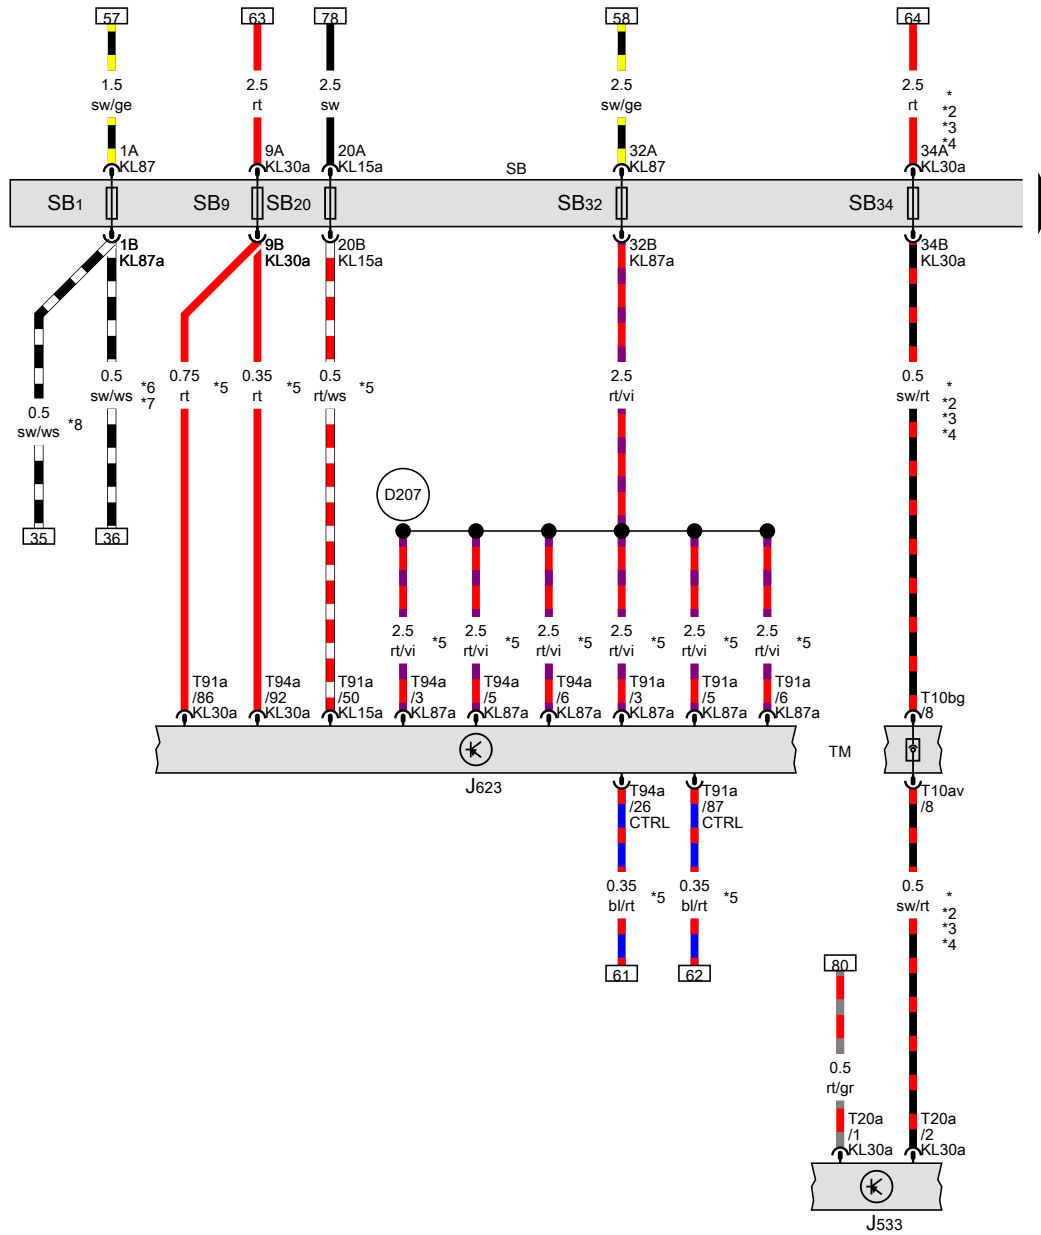 57 63 78 58 64
1.5 2.5 2.5 2.5 2.5
sw/ge rt sw sw/ge rt
*
*2
*3
*4
1A 9A 20A 32A 34A
KL87 KL30a KL15a SB KL87 KL30a
SB1 SB9 SB20 SB32 SB34
1B 9B 20B 32B 34B
KL87a KL30a KL15a KL87a KL30a
0.5 0.75 0.35 0.5 2.5 0.5
sw/ws *6 rt *5 rt *5 rt/ws *5 rt/vi sw/rt *
*7
*2
*3
*4
0.5
sw/ws *8
D207
35 36
2.5 2.5 2.5 2.5 2.5 2.5
rt/vi *5 rt/vi *5 rt/vi *5 rt/vi *5 rt/vi *5 rt/vi *5
T91a T94a T91a T94a T94a T94a T91a T91a T91a T10bg
/86 /92 /50 /3 /5 /6 /3 /5 /6 /8
KL30a KL30a KL15a KL87a KL87a KL87a KL87a KL87a KL87a
TM
J623
T94a T91a T10av
/26 /87 /8
CTRL CTRL
0.35 0.35 0.5
bl/rt *5 bl/rt *5 sw/rt *
*2
*3
*4
61 62 80
0.5
rt/gr
T20a T20a
/1 /2
KL30a KL30a
J533